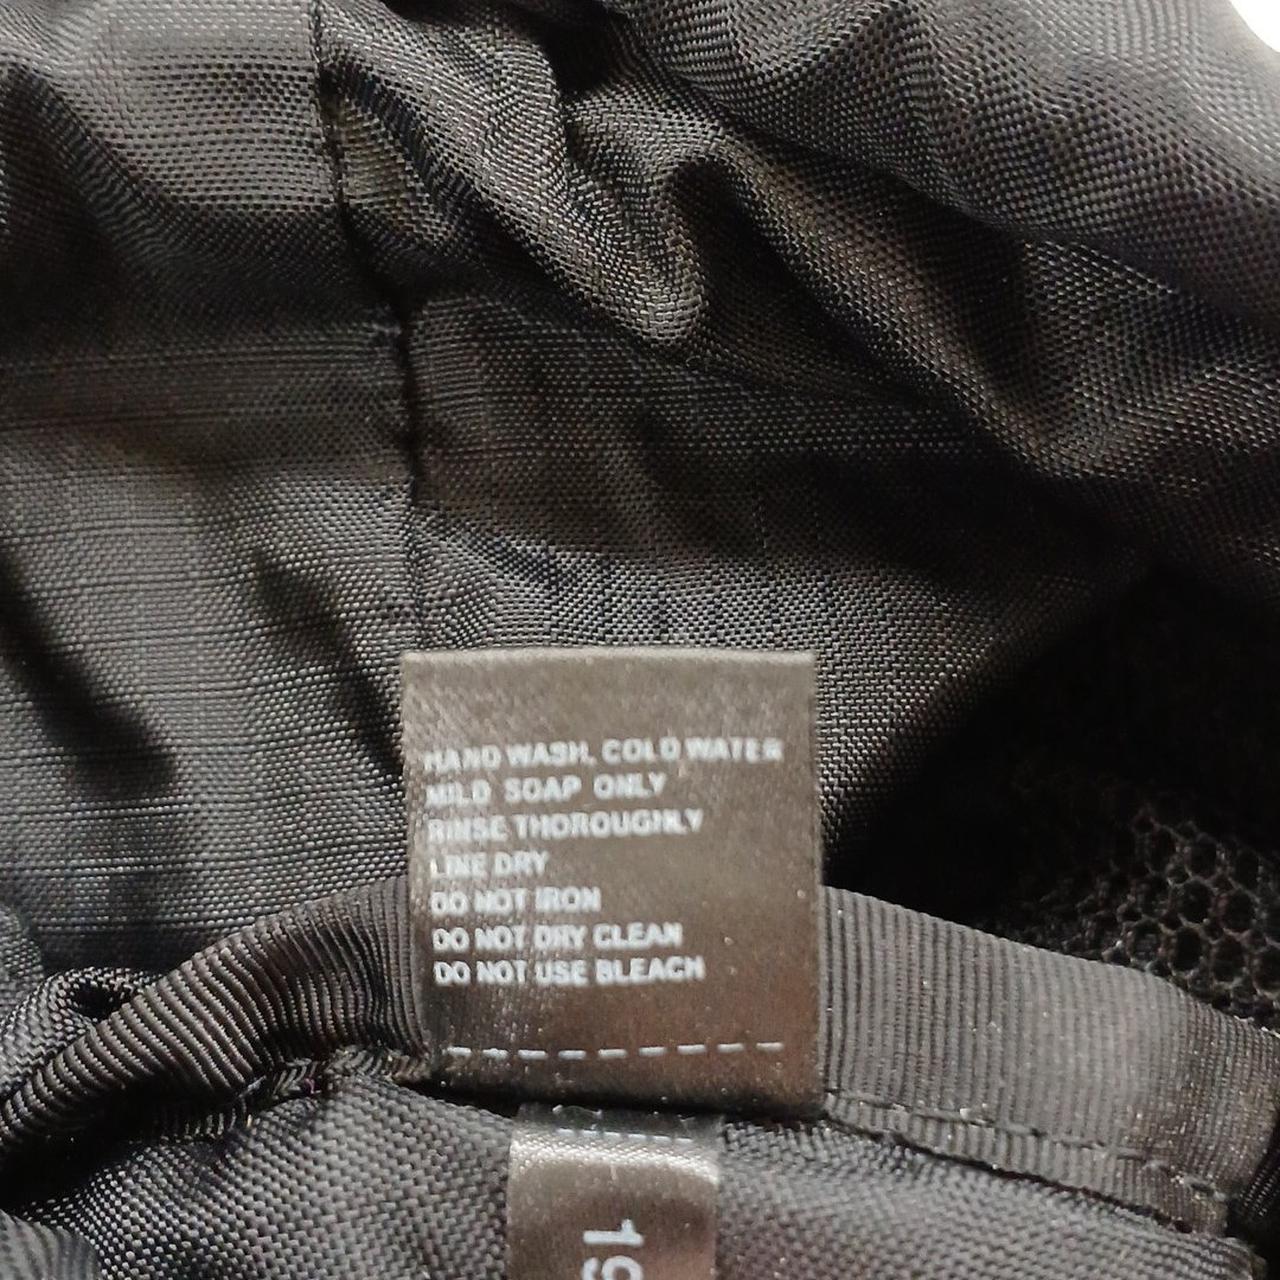 HAND WASH, COLD WATER
MILD SOAP ONLY
RINSE THOROUGHLY
LINE DRY
DO NOT IRON
DO NOT DRY CLEAN
DO NOT USE BLEACH
19